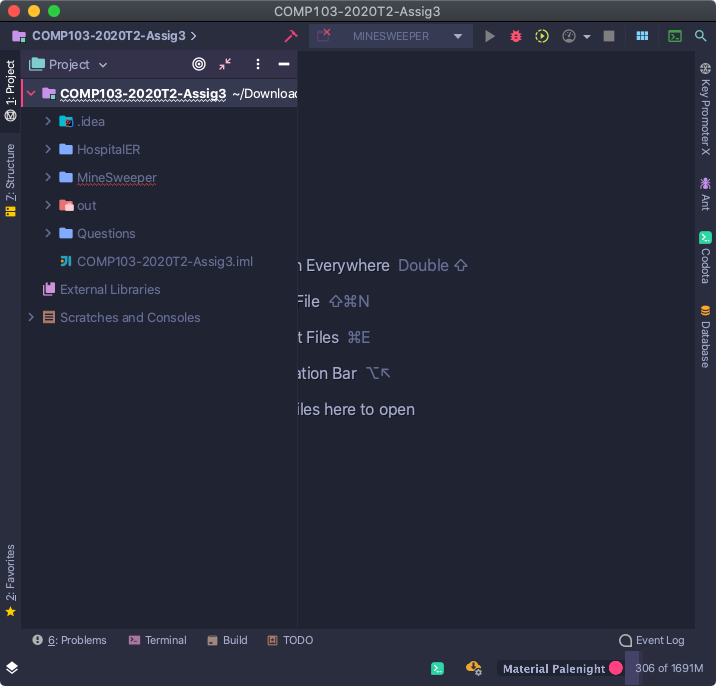 COMP103-2020T2-Assig3
COMP103-2020T2-Assig3
MINESWEEPER
Project
COMP103-2020T2-Assig3 ~/Download
.idea
HospitalER
MineSweeper
out
Questions
COMP103-2020T2-Assig3.iml
External Libraries
Scratches and Consoles
h Everywhere Double ⇧
File ⇧⌘N
t Files ⌘E
ation Bar ⌥↖
iles here to open
1: Project
7: Structure
2: Favorites
Key Promoter X
Ant
Codota
Database
6: Problems
Terminal
Build
TODO
Event Log
Material Palenight
306 of 1691M